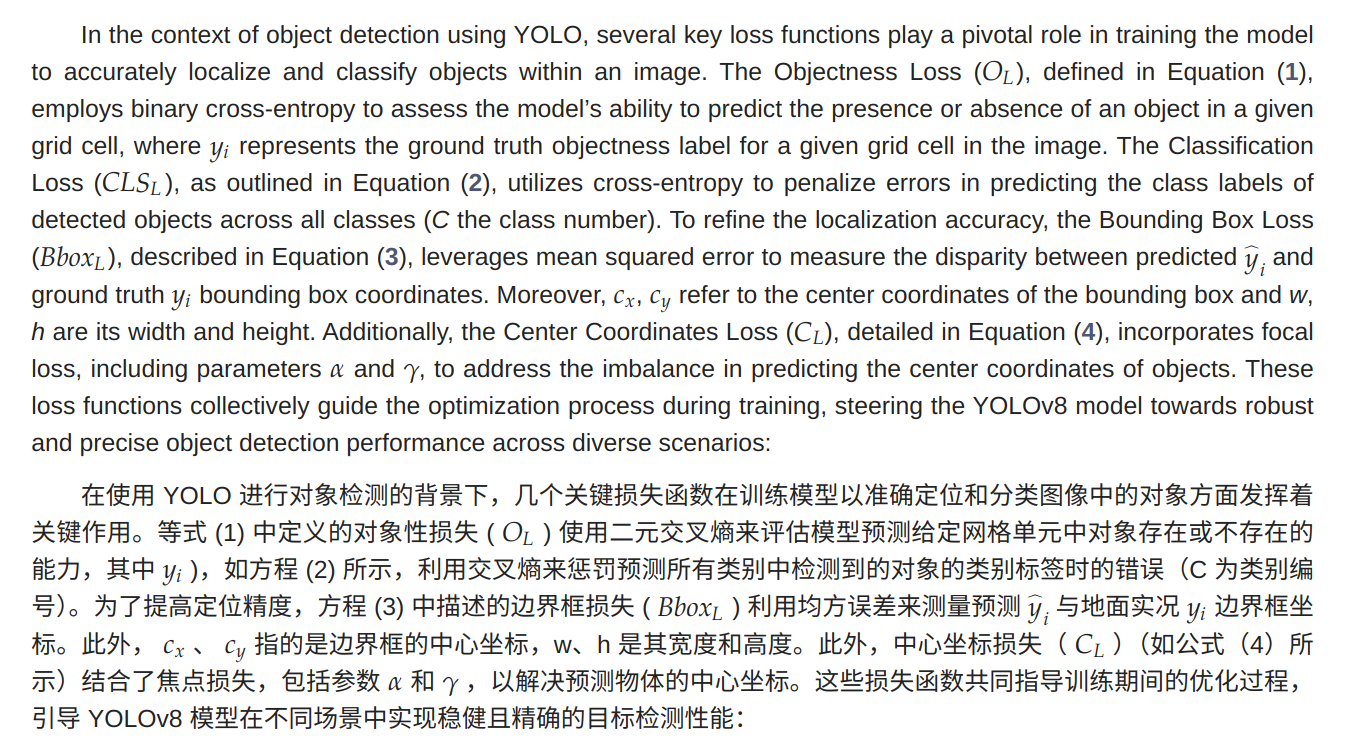 In the context of object detection using YOLO, several key loss functions play a pivotal role in training the model
to accurately localize and classify objects within an image. The Objectness Loss (O_L), defined in Equation (1),
employs binary cross-entropy to assess the model's ability to predict the presence or absence of an object in a given
grid cell, where y_i represents the ground truth objectness label for a given grid cell in the image. The Classification
Loss (CLS_L), as outlined in Equation (2), utilizes cross-entropy to penalize errors in predicting the class labels of
detected objects across all classes (C the class number). To refine the localization accuracy, the Bounding Box Loss
(Bbox_L), described in Equation (3), leverages mean squared error to measure the disparity between predicted ŷ_i and
ground truth y_i bounding box coordinates. Moreover, c_x, c_y refer to the center coordinates of the bounding box and w,
h are its width and height. Additionally, the Center Coordinates Loss (C_L), detailed in Equation (4), incorporates focal
loss, including parameters α and γ, to address the imbalance in predicting the center coordinates of objects. These
loss functions collectively guide the optimization process during training, steering the YOLOv8 model towards robust
and precise object detection performance across diverse scenarios:
在使用 YOLO 进行对象检测的背景下，几个关键损失函数在训练模型以准确定位和分类图像中的对象方面发挥着
关键作用。等式 (1) 中定义的对象性损失 ( O_L ) 使用二元交叉熵来评估模型预测给定网格单元中对象存在或不存在的
能力，其中 y_i )，如方程 (2) 所示，利用交叉熵来惩罚预测所有类别中检测到的对象的类别标签时的错误（C 为类别编
号）。为了提高定位精度，方程 (3) 中描述的边界框损失 ( Bbox_L ) 利用均方误差来测量预测 ŷ_i 与地面实况 y_i 边界框坐
标。此外， c_x 、 c_y 指的是边界框的中心坐标，w、h 是其宽度和高度。此外，中心坐标损失（ C_L ）（如公式（4）所
示）结合了焦点损失，包括参数 α 和 γ ，以解决预测物体的中心坐标。这些损失函数共同指导训练期间的优化过程，
引导 YOLOv8 模型在不同场景中实现稳健且精确的目标检测性能：